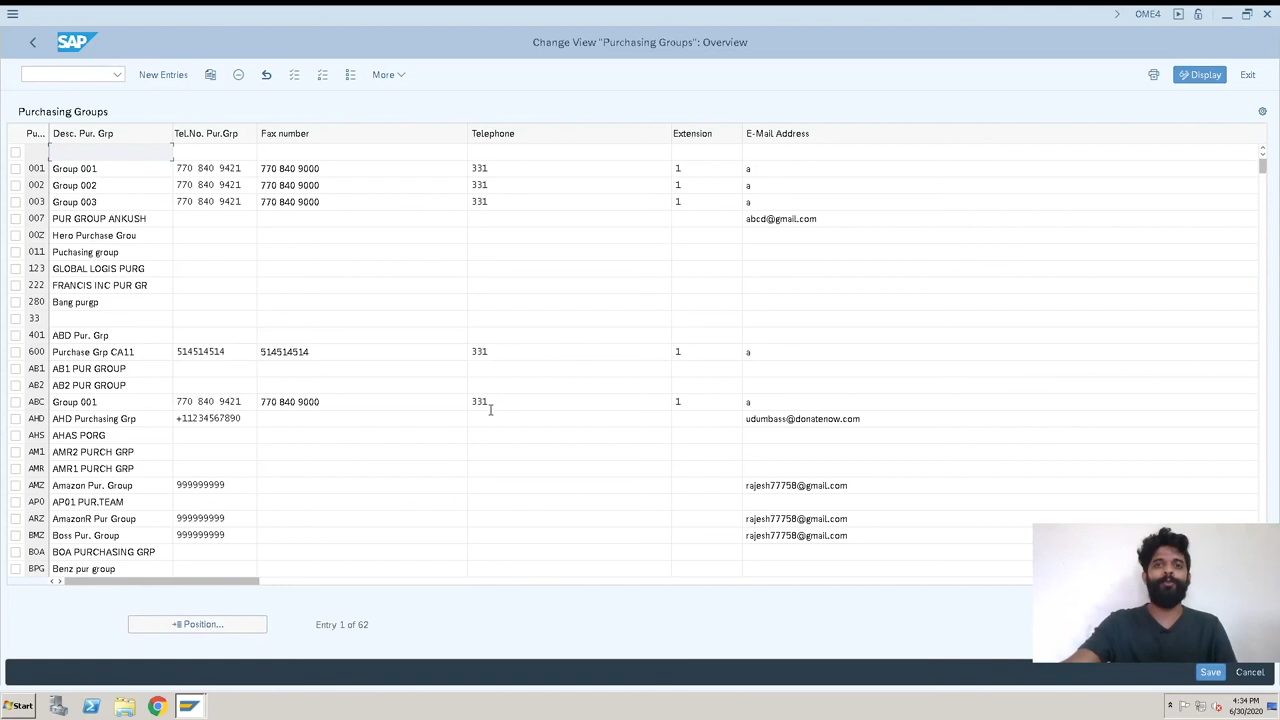 OME4
SAP
Change View "Purchasing Groups": Overview
New Entries More Display Exit
Purchasing Groups
Pu... Desc. Pur. Grp Tel.No. Pur.Grp Fax number Telephone Extension E-Mail Address
001 Group 001 770 840 9421 770 840 9000 331 1 a
002 Group 002 770 840 9421 770 840 9000 331 1 a
003 Group 003 770 840 9421 770 840 9000 331 1 a
007 PUR GROUP ANKUSH abcd@gmail.com
00Z Hero Purchase Grou
011 Puchasing group
123 GLOBAL LOGIS PURG
222 FRANCIS INC PUR GR
280 Bang purgp
33
401 ABD Pur. Grp
600 Purchase Grp CA11 514514514 514514514 331 1 a
AB1 AB1 PUR GROUP
AB2 AB2 PUR GROUP
ABC Group 001 770 840 9421 770 840 9000 331 1 a
AHD AHD Purchasing Grp +11234567890 udumbass@donatenow.com
AHS AHAS PORG
AM1 AMR2 PURCH GRP
AMR AMR1 PURCH GRP
AMZ Amazon Pur. Group 999999999 rajesh77758@gmail.com
AP0 AP01 PUR.TEAM
ARZ AmazonR Pur Group 999999999 rajesh77758@gmail.com
BMZ Boss Pur. Group 999999999 rajesh77758@gmail.com
BOA BOA PURCHASING GRP
BPG Benz pur group
Position... Entry 1 of 62
Save Cancel
Start 4:34 PM
6/30/2020